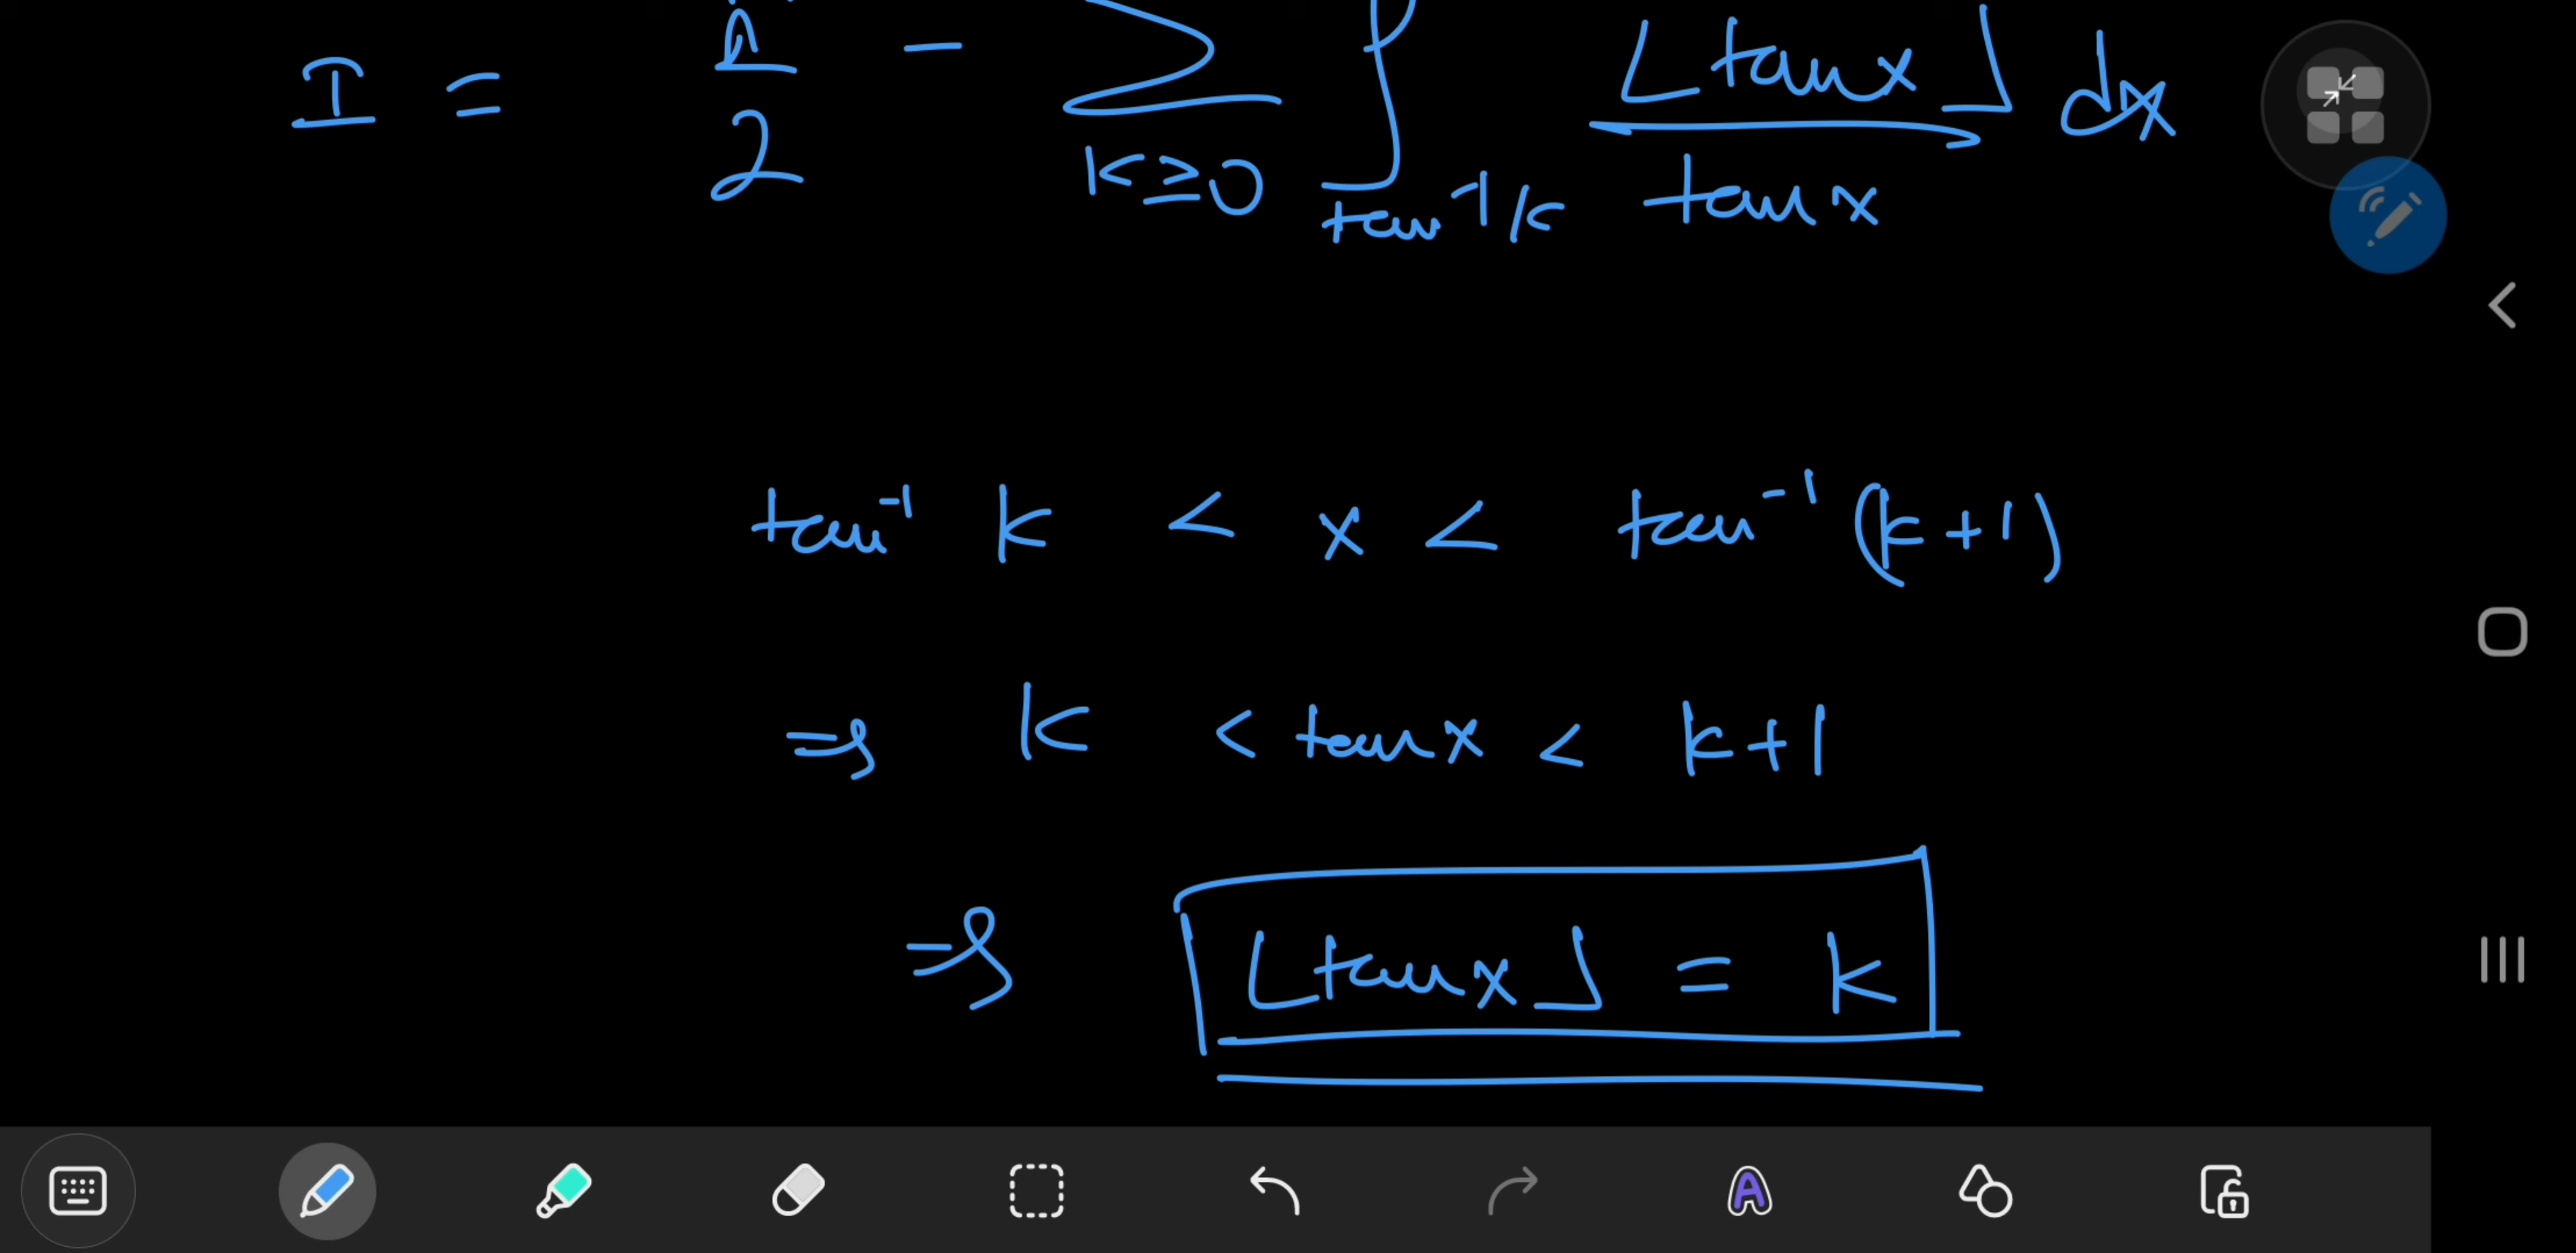 I = π/2 − ∑_{k≥0} ∫_{tan⁻¹k} ⌊tan x⌋/tan x dx
tan⁻¹ k < x < tan⁻¹ (k+1)
⇒ k < tan x < k+1
⇒ ⌊tan x⌋ = k
A